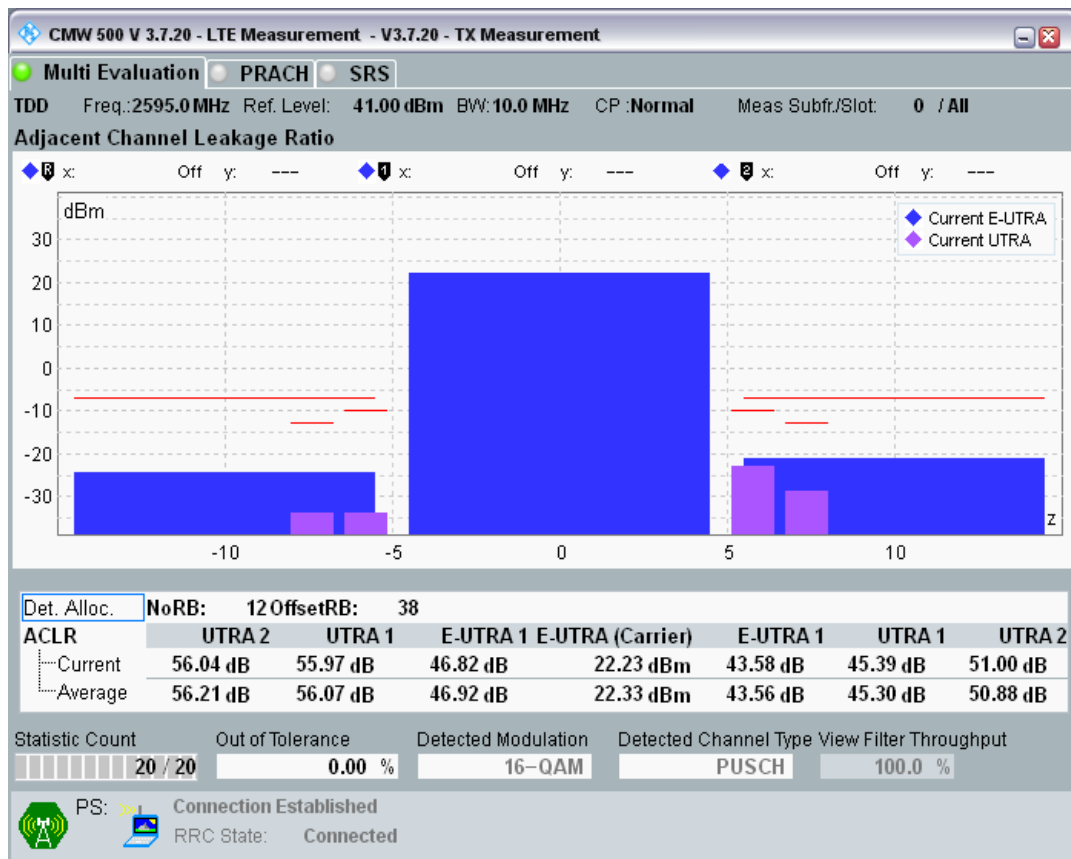 CMW 500 V 3.7.20 - LTE Measurement - V3.7.20 - TX Measurement
Multi Evaluation PRACH SRS
TDD Freq.:2595.0 MHz Ref. Level: 41.00 dBm BW:10.0 MHz CP :Normal Meas Subfr./Slot: 0 / All
Adjacent Channel Leakage Ratio
R x: Off y: --- 1 x: Off y: --- 2 x: Off y: ---
dBm
Current E-UTRA
Current UTRA
30
20
10
0
-10
-20
-30
z
-10 -5 0 5 10
Det. Alloc. NoRB: 12 OffsetRB: 38
ACLR UTRA 2 UTRA 1 E-UTRA 1 E-UTRA (Carrier) E-UTRA 1 UTRA 1 UTRA 2
Current 56.04 dB 55.97 dB 46.82 dB 22.23 dBm 43.58 dB 45.39 dB 51.00 dB
Average 56.21 dB 56.07 dB 46.92 dB 22.33 dBm 43.56 dB 45.30 dB 50.88 dB
Statistic Count Out of Tolerance Detected Modulation Detected Channel Type View Filter Throughput
20 / 20 0.00 % 16-QAM PUSCH 100.0 %
PS: Connection Established
RRC State: Connected